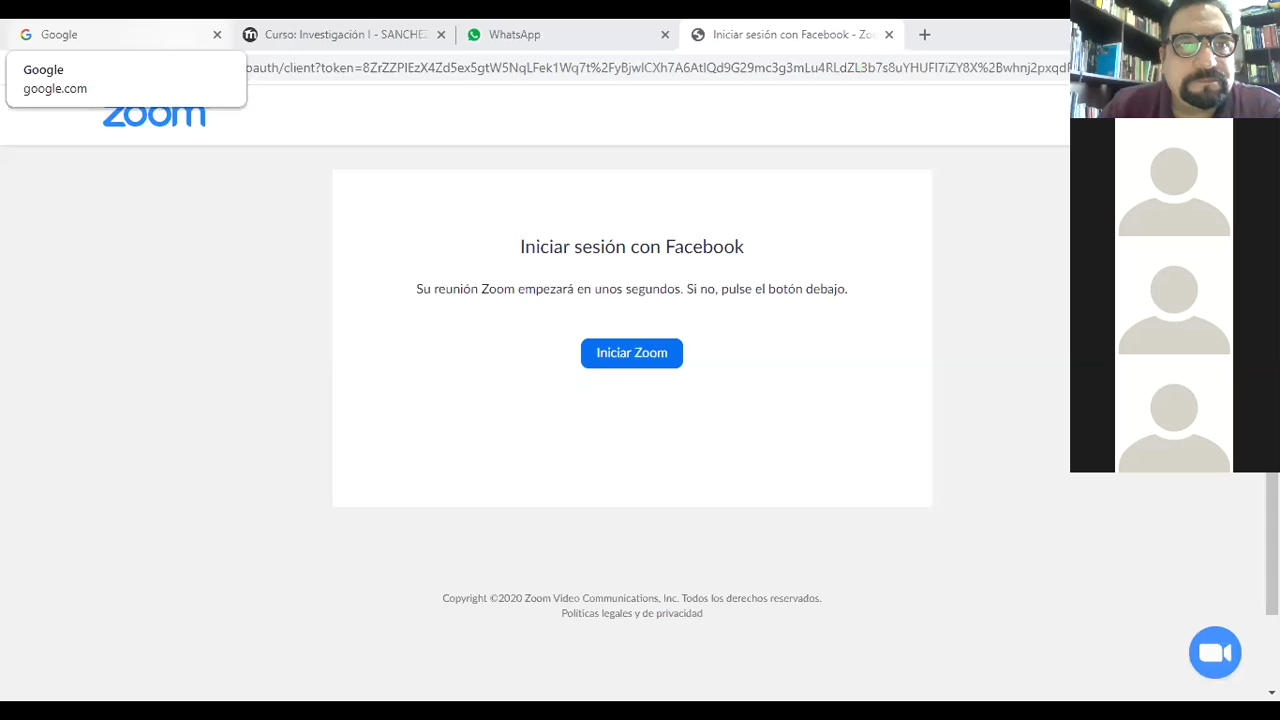 Google
Curso: Investigación I - SANCHEZ
WhatsApp
Iniciar sesión con Facebook - Zo
Google
google.com
oauth/client?token=8ZrZZPIEzX4Zd5ex5gtW5NqLFek1Wq7t%2FyBjwICXh7A6AtIQd9G29mc3g3mLu4RLdZL3b7s8uYHUFI7iZY8X%2Bwhnj2pxqd
zoom
Iniciar sesión con Facebook
Su reunión Zoom empezará en unos segundos. Si no, pulse el botón debajo.
Iniciar Zoom
Copyright ©2020 Zoom Video Communications, Inc. Todos los derechos reservados.
Políticas legales y de privacidad